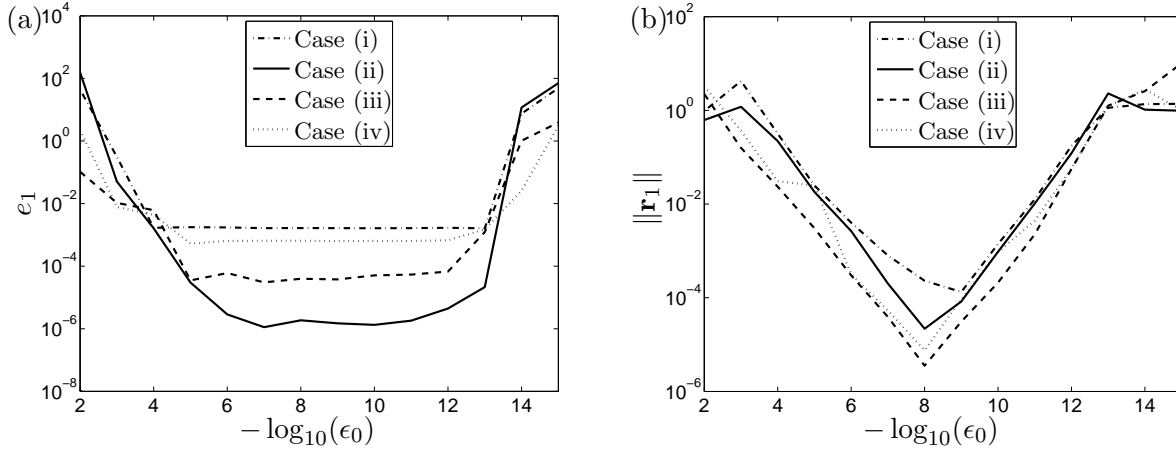 (a)
10^4
10^2
10^0
10^-2
10^-4
10^-6
10^-8
e_1
2 4 6 8 10 12 14
− log_10(ϵ_0)
Case (i)
Case (ii)
Case (iii)
Case (iv)
(b)
10^2
10^0
10^-2
10^-4
10^-6
‖r_1‖
2 4 6 8 10 12 14
− log_10(ϵ_0)
Case (i)
Case (ii)
Case (iii)
Case (iv)